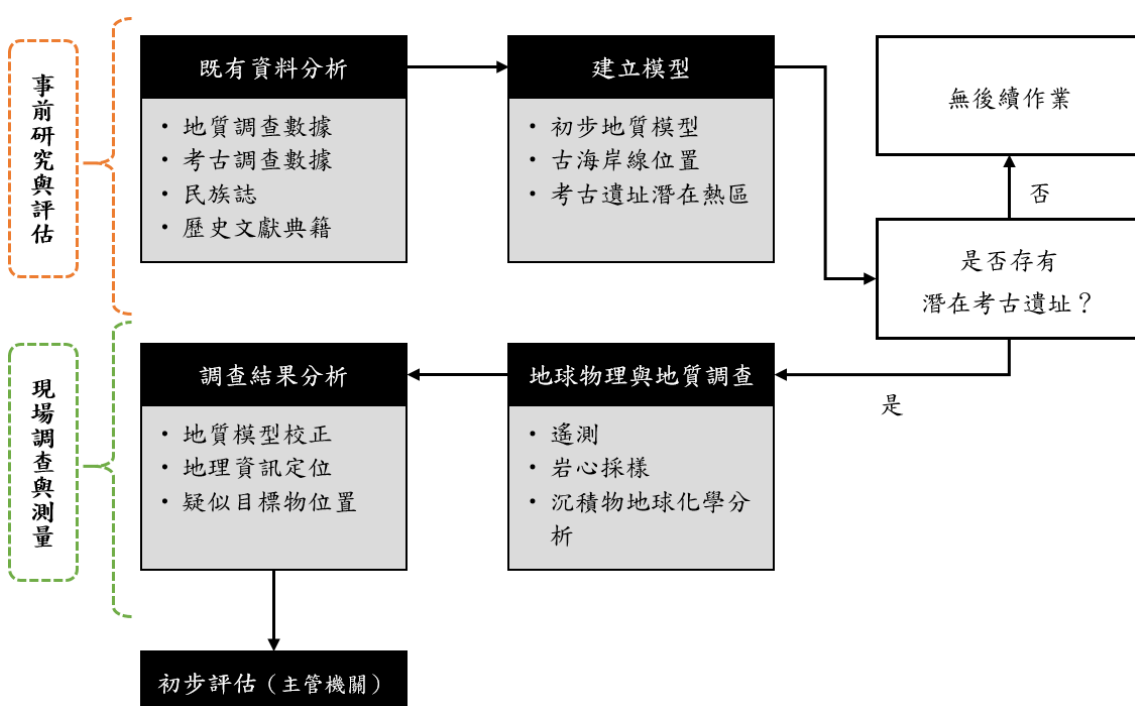 事前研究與評估
既有資料分析
・地質調查數據
・考古調查數據
・民族誌
・歷史文獻典籍
建立模型
・初步地質模型
・古海岸線位置
・考古遺址潛在熱區
無後續作業
否
是否存有
潛在考古遺址？
是
現場調查與測量
地球物理與地質調查
・遙測
・岩心採樣
・沉積物地球化學分
析
調查結果分析
・地質模型校正
・地理資訊定位
・疑似目標物位置
初步評估（主管機關）